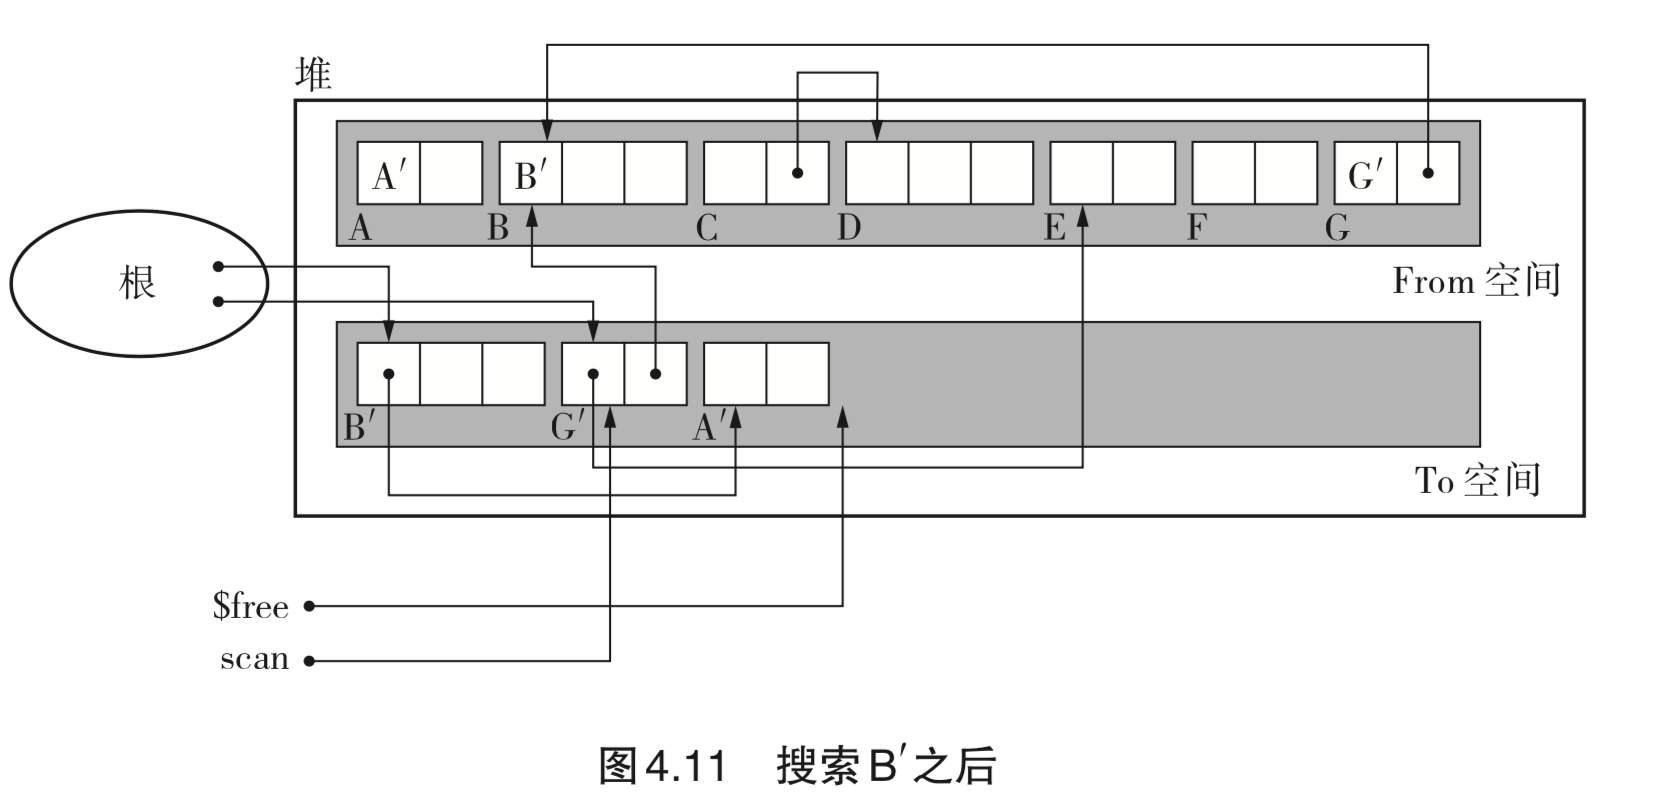 堆
A′ B′ G′
A B C D E F G
根
From 空间
B′ G′ A′
To 空间
$free
scan
图4.11 搜索B′之后